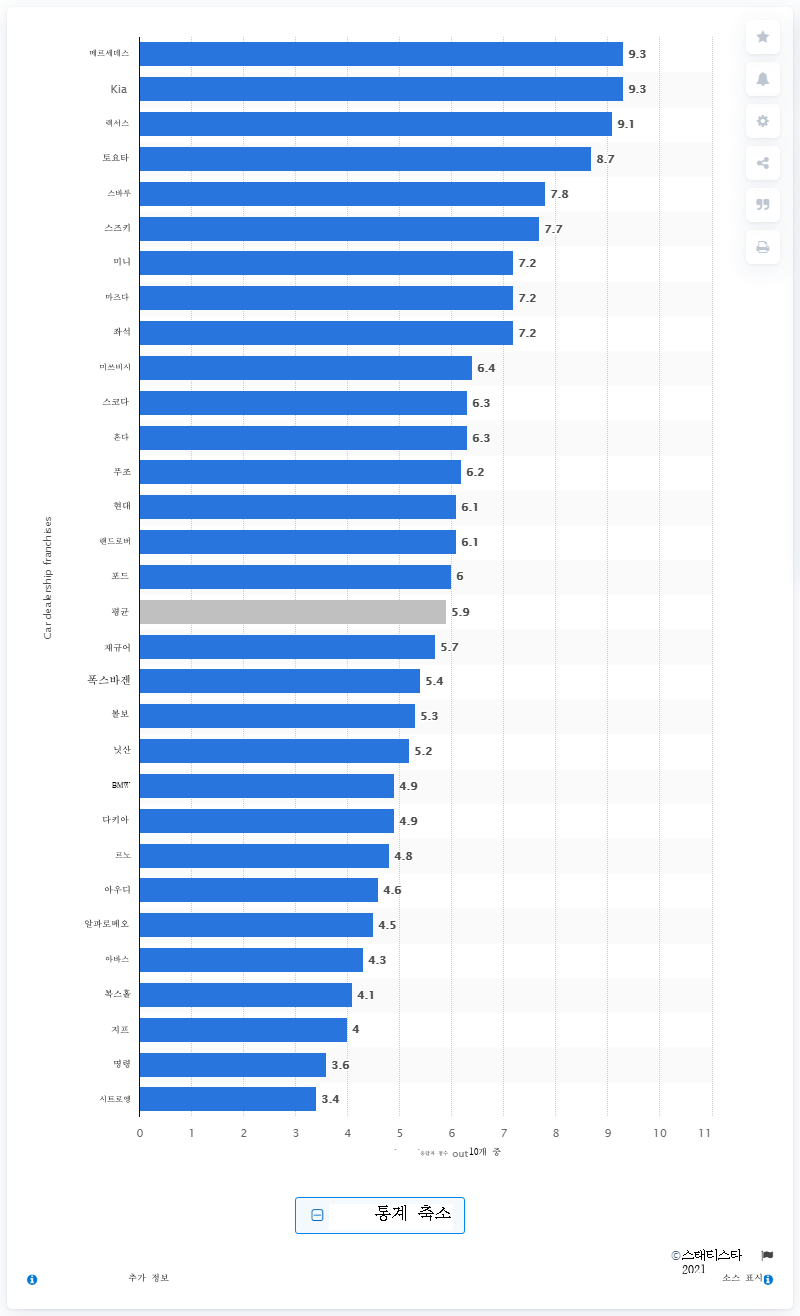 메르세데스 9.3
Kia 9.3
렉서스 9.1
토요타 8.7
스바루 7.8
스즈키 7.7
미니 7.2
마즈다 7.2
좌석 7.2
미쓰비시 6.4
스코다 6.3
혼다 6.3
푸조 6.2
현대 6.1
랜드로버 6.1
포드 6
평균 5.9
재규어 5.7
폭스바겐 5.4
볼보 5.3
닛산 5.2
BMW 4.9
다키아 4.9
르노 4.8
아우디 4.6
알파로메오 4.5
아바스 4.3
복스홀 4.1
지프 4
명령 3.6
시트로엥 3.4
Car dealership franchises
0 1 2 3 4 5 6 7 8 9 10 11
응답자 점수 out10개 중
통계 축소
©스태티스타
2021
추가 정보
소스 표시